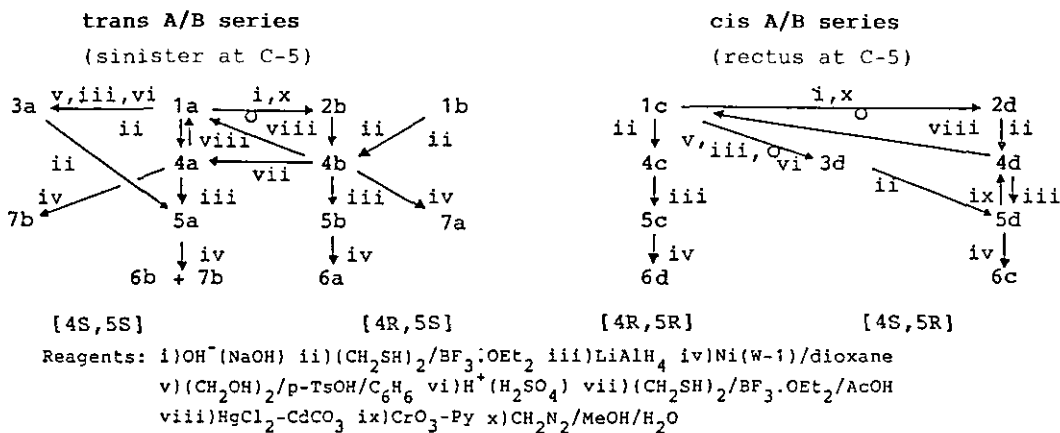 trans A/B series cis A/B series
(sinister at C-5) (rectus at C-5)
3a v,iii,vi 1a i,x 2b 1b 1c i,x 2d
ii viii viii ii ii ii v,iii,vi viii ii
ii 4a vii 4b 4c 3d 4d
iv iii iii iv iii ii ix iii
7b 5a 5b 7a 5c 5d
iv iv iv iv
6b + 7b 6a 6d 6c
[4S,5S] [4R,5S] [4R,5R] [4S,5R]
Reagents: i)OH⁻(NaOH) ii)(CH₂SH)₂/BF₃.OEt₂ iii)LiAlH₄ iv)Ni(W-1)/dioxane
v)(CH₂OH)₂/p-TsOH/C₆H₆ vi)H⁺(H₂SO₄) vii)(CH₂SH)₂/BF₃.OEt₂/AcOH
viii)HgCl₂-CdCO₃ ix)CrO₃-Py x)CH₂N₂/MeOH/H₂O